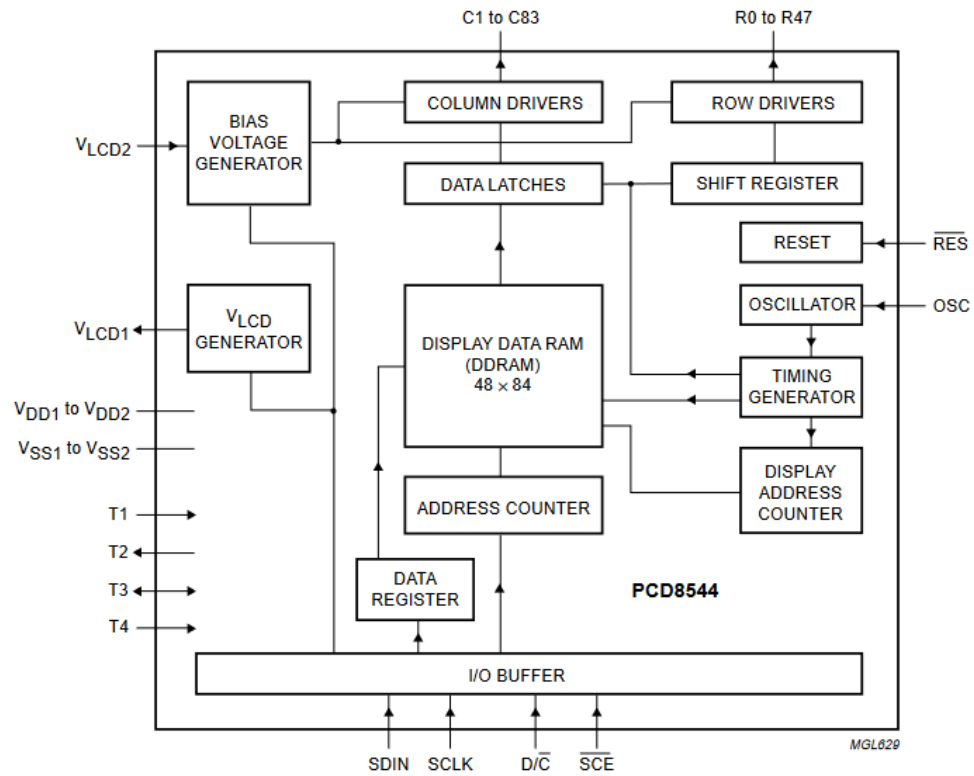 C1 to C83
R0 to R47
COLUMN DRIVERS
ROW DRIVERS
BIAS
VOLTAGE
GENERATOR
VLCD2
DATA LATCHES
SHIFT REGISTER
RESET
RES
VLCD1
VLCD
GENERATOR
OSCILLATOR
OSC
DISPLAY DATA RAM
(DDRAM)
48 × 84
TIMING
GENERATOR
VDD1 to VDD2
VSS1 to VSS2
DISPLAY
ADDRESS
COUNTER
ADDRESS COUNTER
T1
T2
T3
T4
DATA
REGISTER
PCD8544
I/O BUFFER
SDIN
SCLK
D/C̅
SCE
MGL629